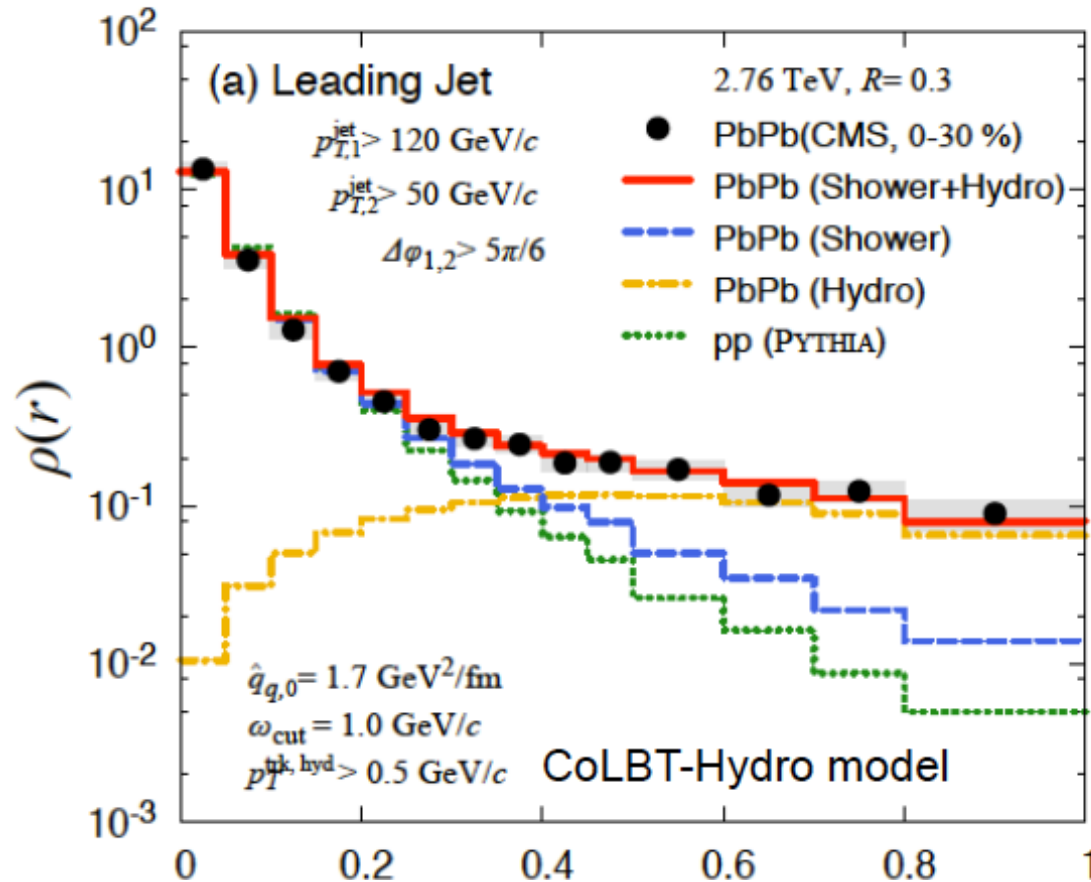 10^2
10^1
10^0
10^-1
10^-2
10^-3
ρ(r)
(a) Leading Jet
p_{T,1}^{jet} > 120 GeV/c
p_{T,2}^{jet} > 50 GeV/c
Δφ_{1,2} > 5π/6
2.76 TeV, R= 0.3
PbPb(CMS, 0-30 %)
PbPb (Shower+Hydro)
PbPb (Shower)
PbPb (Hydro)
pp (PYTHIA)
q̂_{q,0} = 1.7 GeV^2/fm
ω_{cut} = 1.0 GeV/c
p_T^{trk, hyd} > 0.5 GeV/c
CoLBT-Hydro model
0 0.2 0.4 0.6 0.8 1